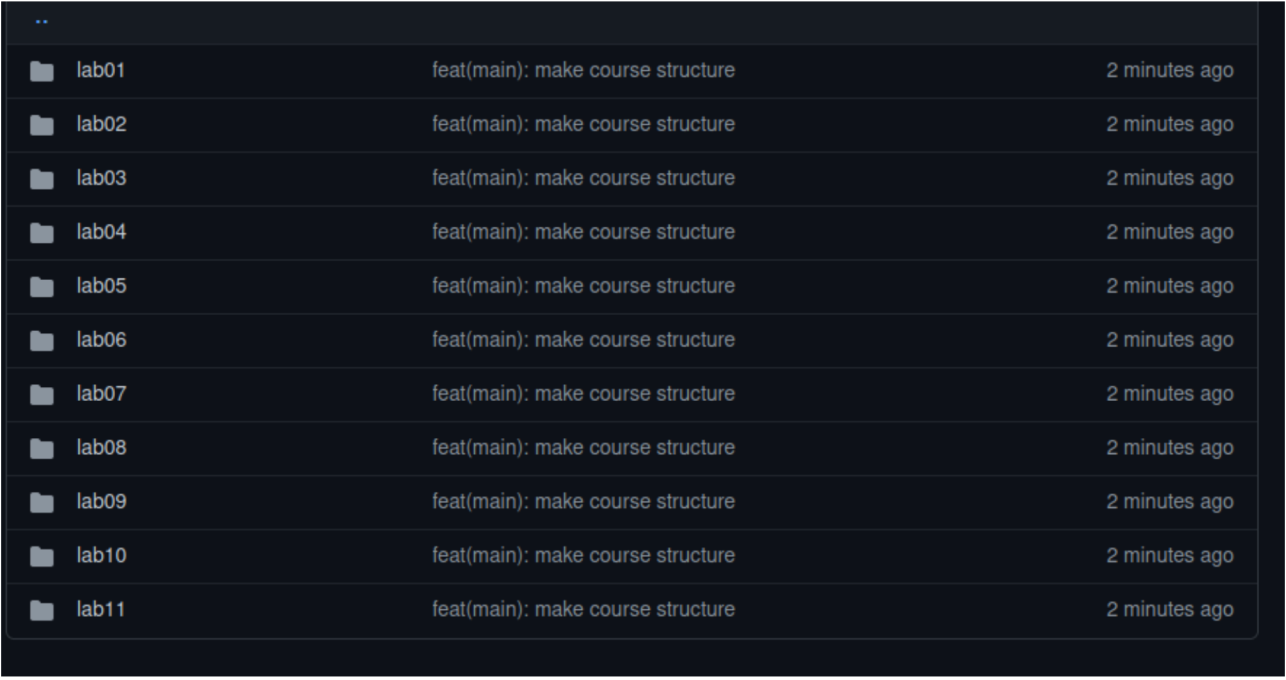 ..
lab01 feat(main): make course structure 2 minutes ago
lab02 feat(main): make course structure 2 minutes ago
lab03 feat(main): make course structure 2 minutes ago
lab04 feat(main): make course structure 2 minutes ago
lab05 feat(main): make course structure 2 minutes ago
lab06 feat(main): make course structure 2 minutes ago
lab07 feat(main): make course structure 2 minutes ago
lab08 feat(main): make course structure 2 minutes ago
lab09 feat(main): make course structure 2 minutes ago
lab10 feat(main): make course structure 2 minutes ago
lab11 feat(main): make course structure 2 minutes ago